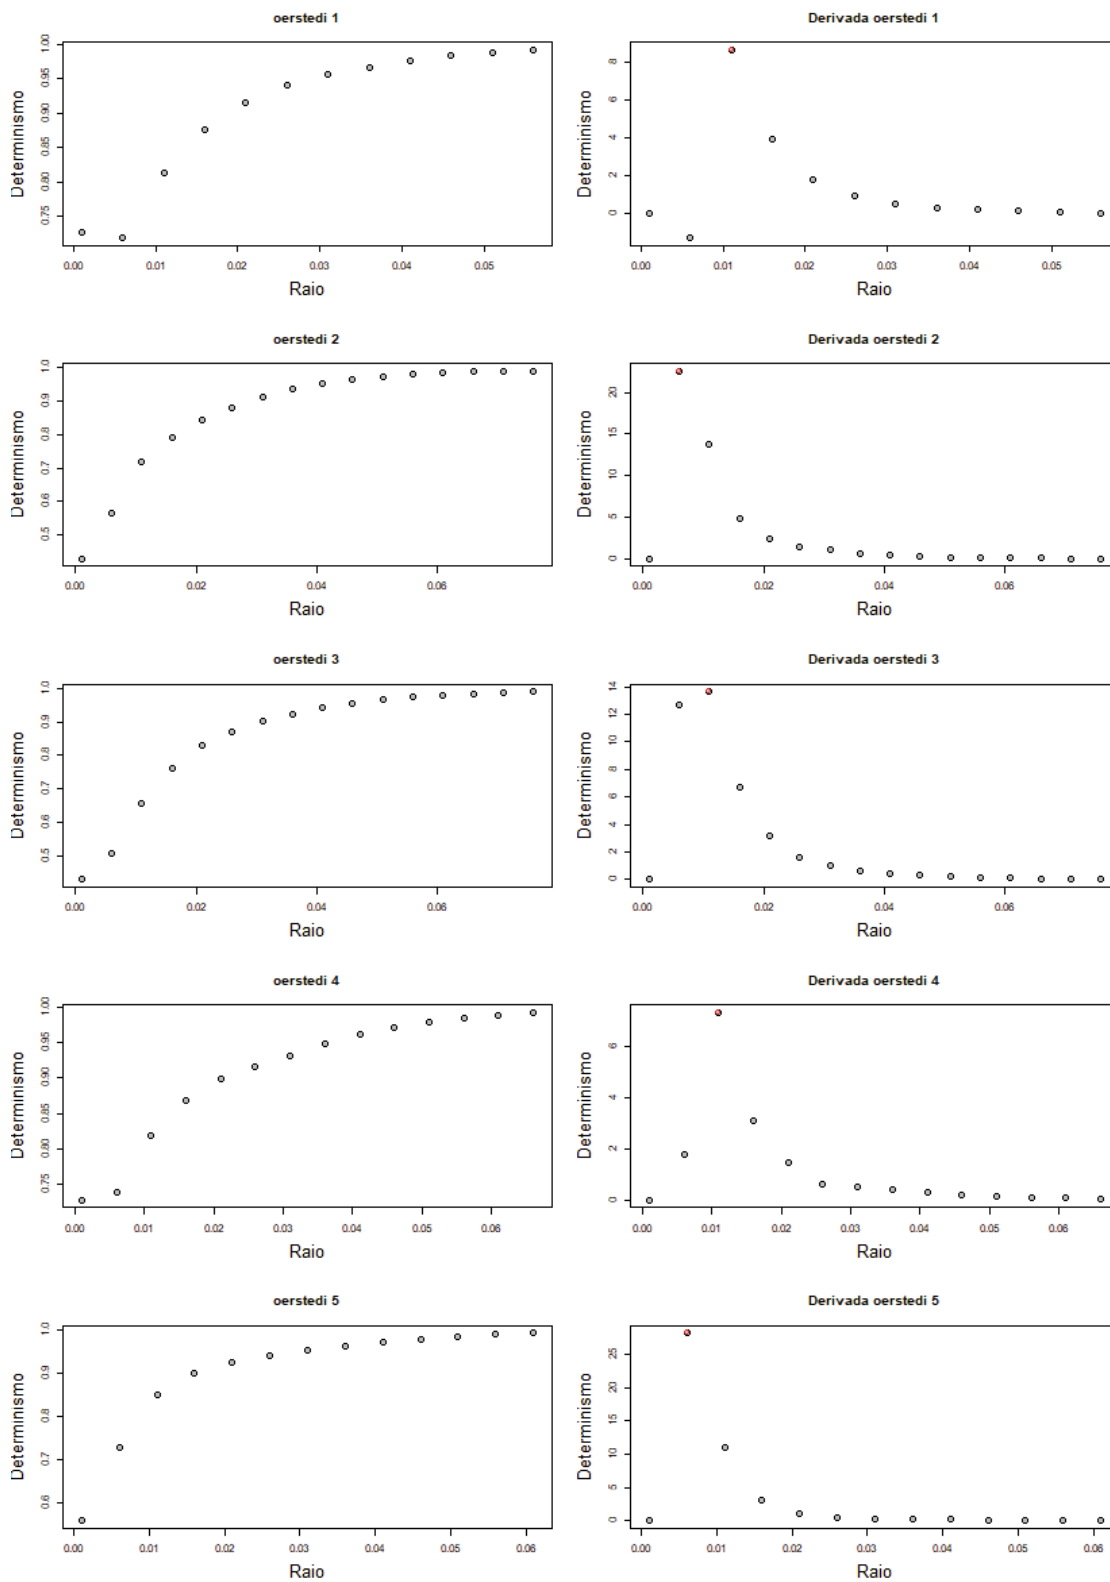 oerstedi 1
Determinismo
0.75 0.80 0.85 0.90 0.95 1.00
0.00 0.01 0.02 0.03 0.04 0.05
Raio
Derivada oerstedi 1
Determinismo
0 2 4 6 8
0.00 0.01 0.02 0.03 0.04 0.05
Raio
oerstedi 2
Determinismo
0.5 0.6 0.7 0.8 0.9 1.0
0.00 0.02 0.04 0.06
Raio
Derivada oerstedi 2
Determinismo
0 5 10 15 20
0.00 0.02 0.04 0.06
Raio
oerstedi 3
Determinismo
0.5 0.6 0.7 0.8 0.9 1.0
0.00 0.02 0.04 0.06
Raio
Derivada oerstedi 3
Determinismo
0 2 4 6 8 10 12 14
0.00 0.02 0.04 0.06
Raio
oerstedi 4
Determinismo
0.75 0.80 0.85 0.90 0.95 1.00
0.00 0.01 0.02 0.03 0.04 0.05 0.06
Raio
Derivada oerstedi 4
Determinismo
0 2 4 6
0.00 0.01 0.02 0.03 0.04 0.05 0.06
Raio
oerstedi 5
Determinismo
0.6 0.7 0.8 0.9 1.0
0.00 0.01 0.02 0.03 0.04 0.05 0.06
Raio
Derivada oerstedi 5
Determinismo
0 5 10 15 20 25
0.00 0.01 0.02 0.03 0.04 0.05 0.06
Raio